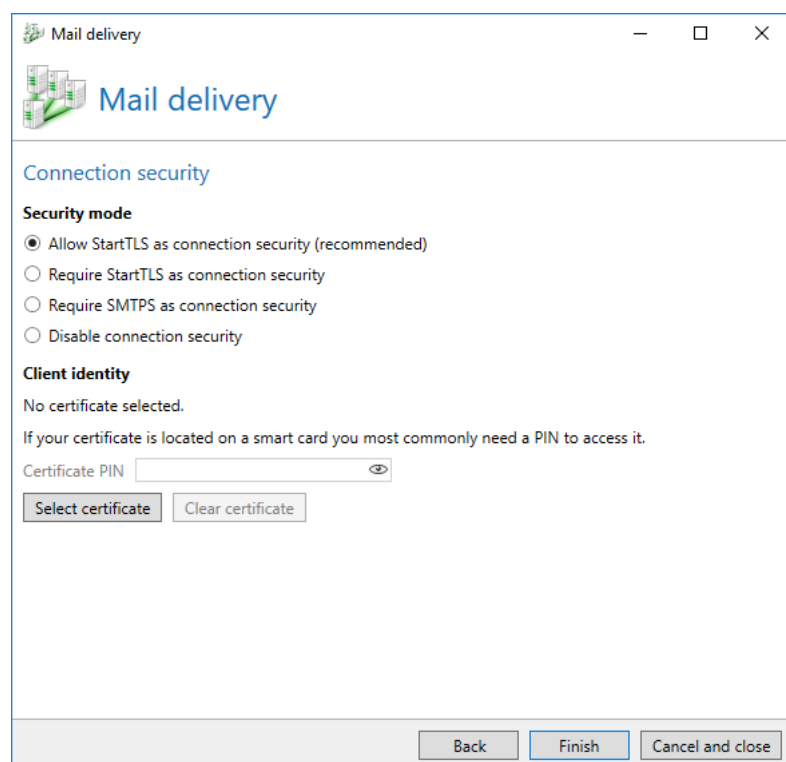 Mail delivery
Mail delivery
Connection security
Security mode
Allow StartTLS as connection security (recommended)
Require StartTLS as connection security
Require SMTPS as connection security
Disable connection security
Client identity
No certificate selected.
If your certificate is located on a smart card you most commonly need a PIN to access it.
Certificate PIN
Select certificate Clear certificate
Back Finish Cancel and close